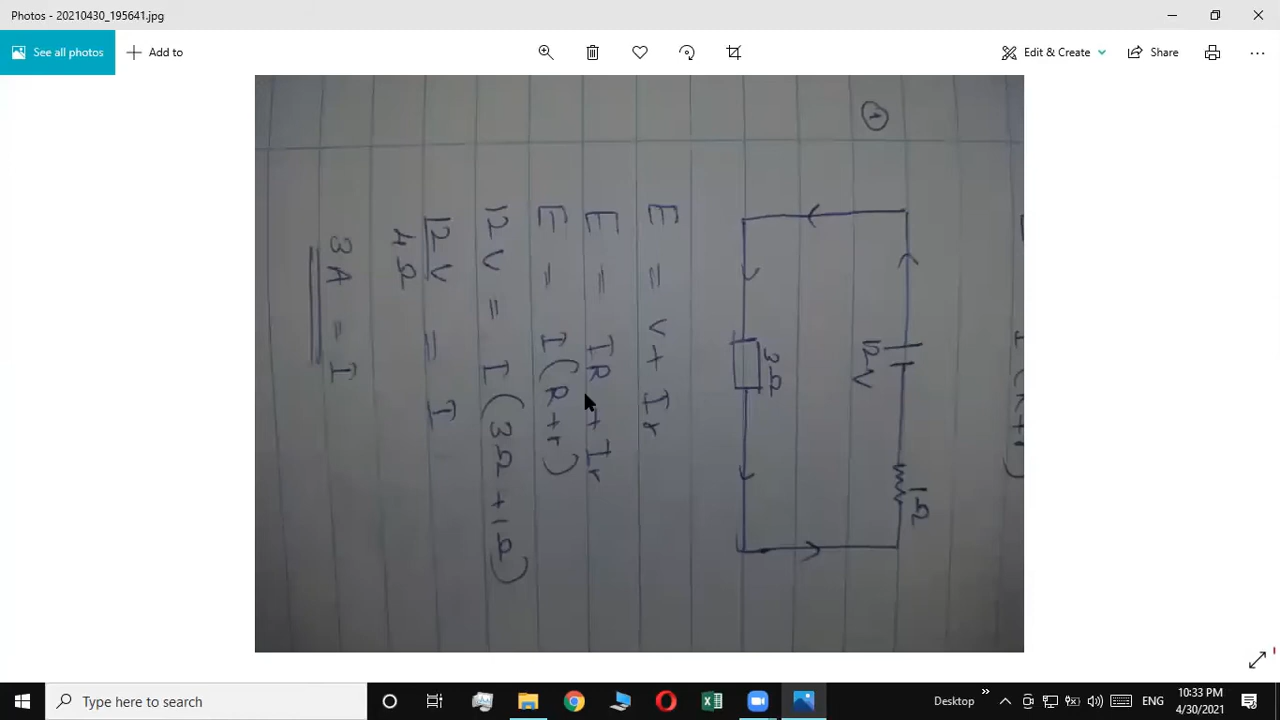 Photos - 20210430_195641.jpg
See all photos
Add to
Edit & Create
Share
I(R+r)
1
12V
1Ω
3Ω
E = V + Ir
E = IR + Ir
E = I(R+r)
12V = I(3Ω+1Ω)
12V = I
4Ω
3A = I
Type here to search
Desktop
ENG
10:33 PM
4/30/2021